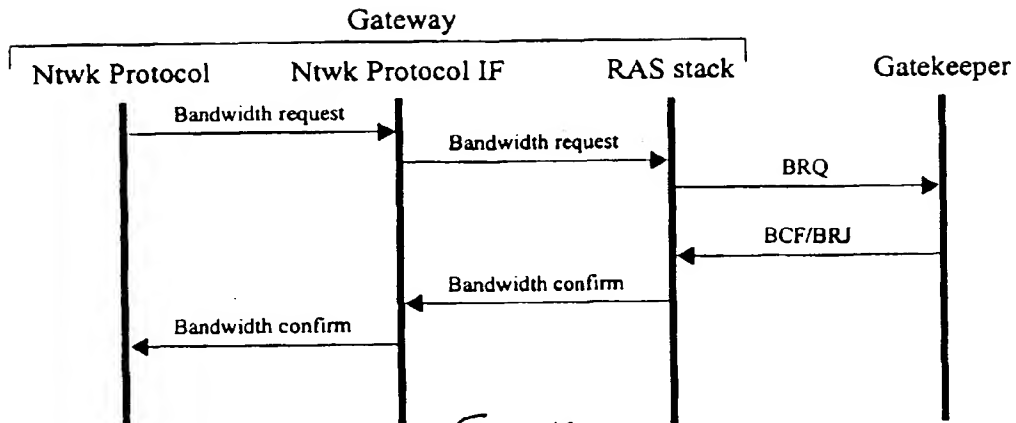 Gateway
Ntwk Protocol
Ntwk Protocol IF
RAS stack
Gatekeeper
Bandwidth request
Bandwidth request
BRQ
BCF/BRJ
Bandwidth confirm
Bandwidth confirm